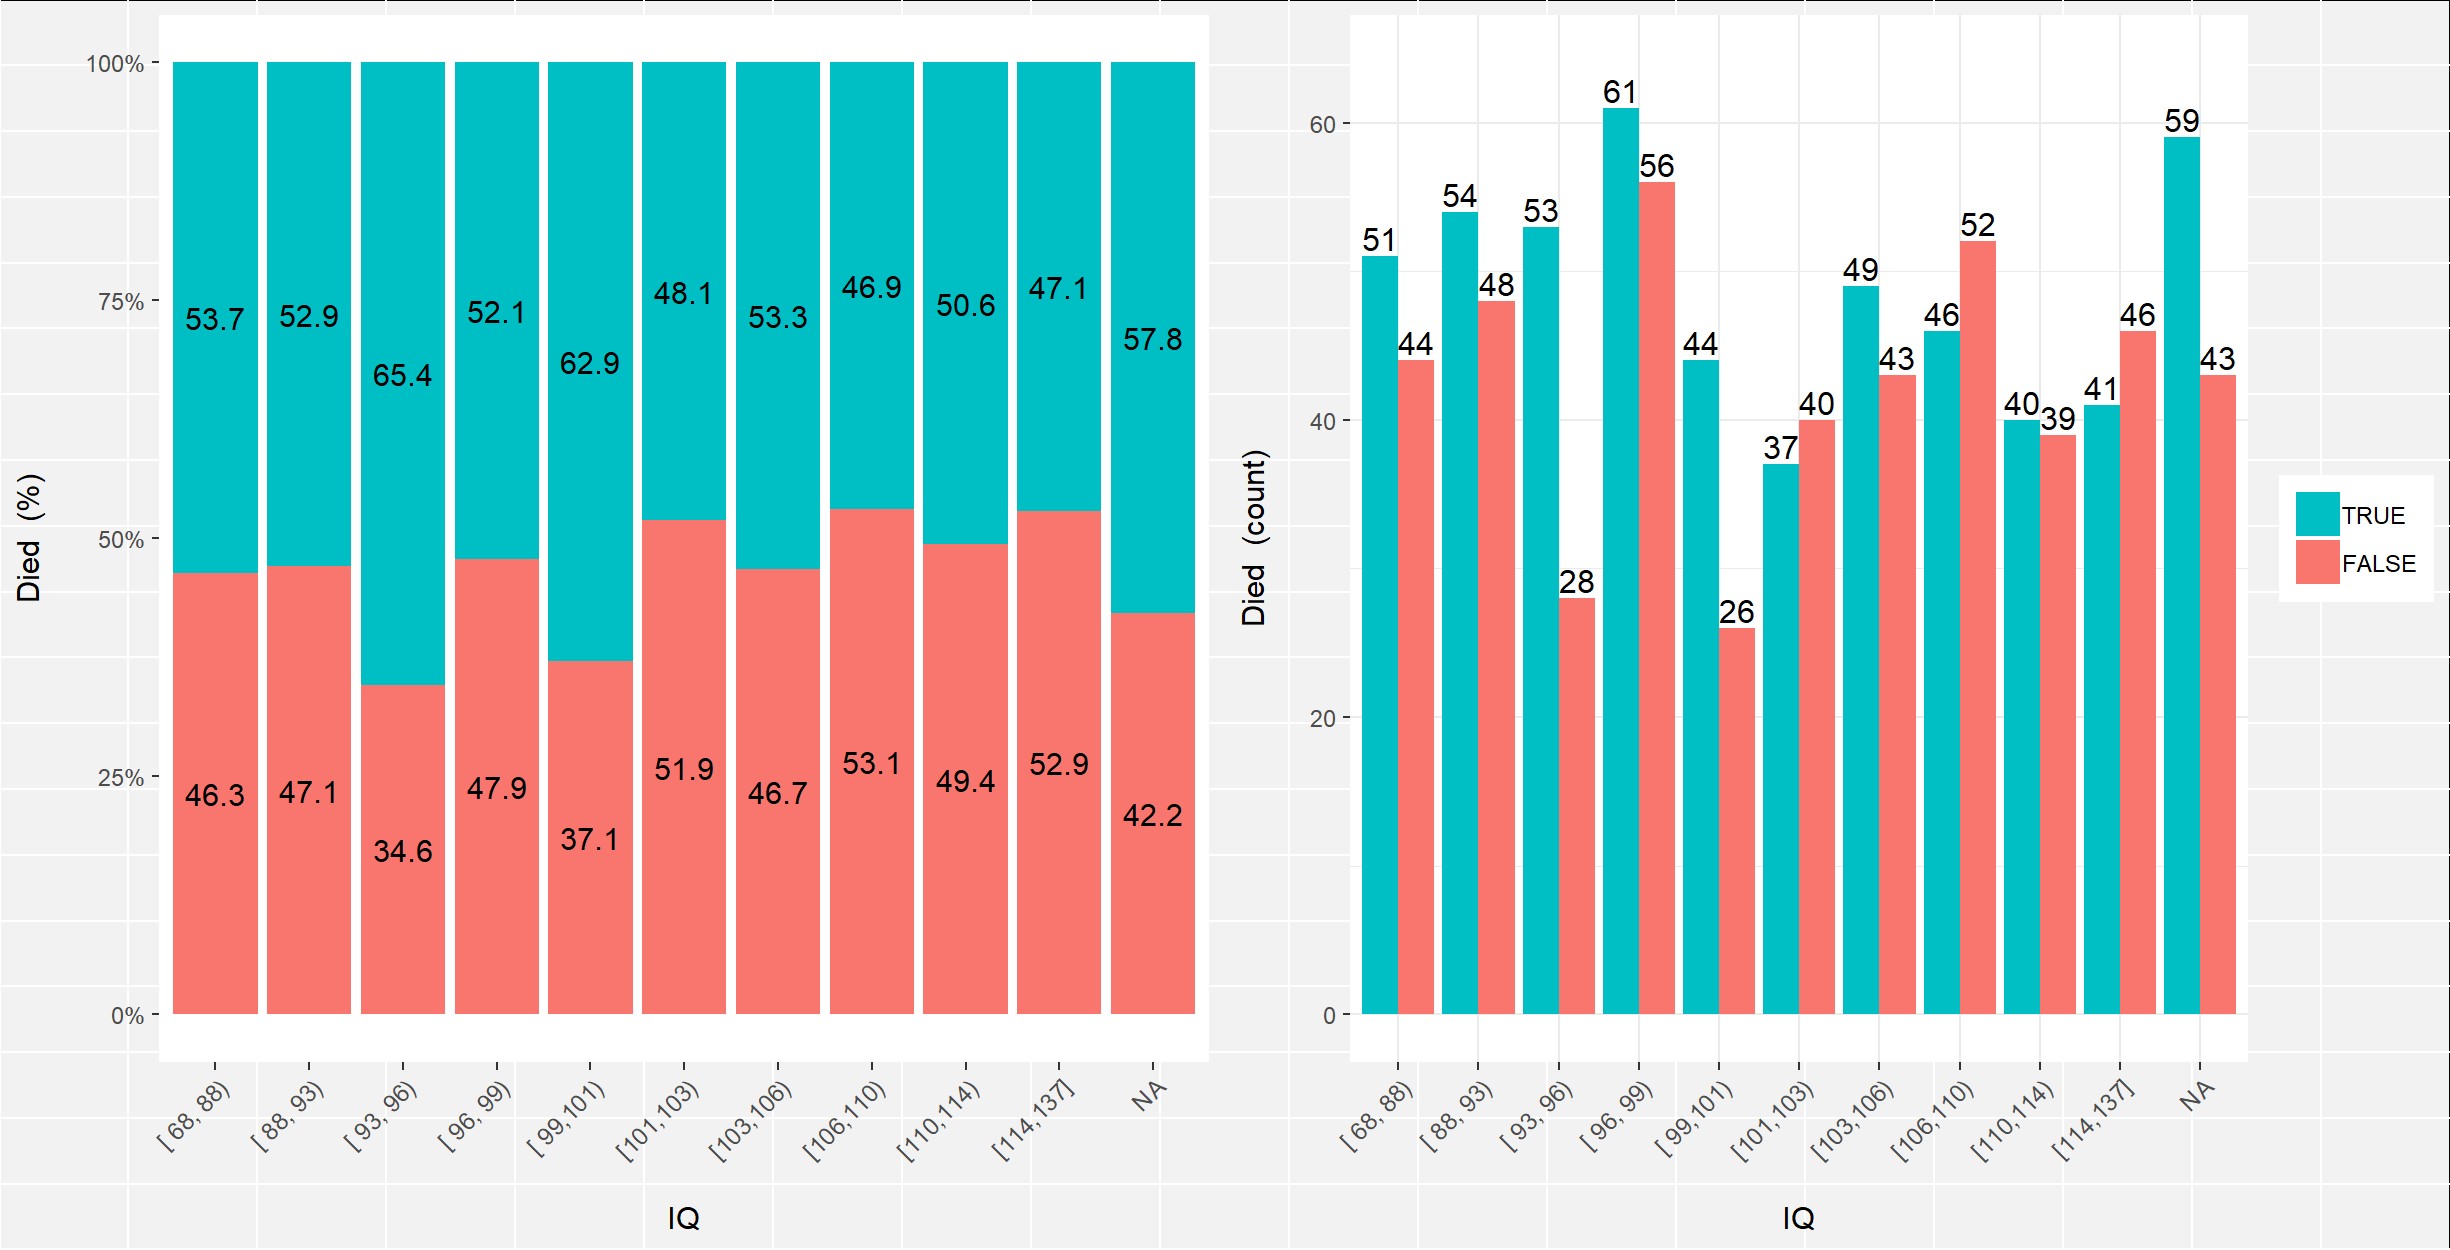 100%
75%
50%
25%
0%
Died (%)
53.7 52.9 65.4 52.1 62.9 48.1 53.3 46.9 50.6 47.1 57.8
46.3 47.1 34.6 47.9 37.1 51.9 46.7 53.1 49.4 52.9 42.2
[ 68, 88) [ 88, 93) [ 93, 96) [ 96, 99) [ 99,101) [101,103) [103,106) [106,110) [110,114) [114,137] NA
IQ
60
40
20
0
Died (count)
51 54 53 61 44 37 49 46 40 41 59
44 48 28 56 26 40 43 52 39 46 43
[ 68, 88) [ 88, 93) [ 93, 96) [ 96, 99) [ 99,101) [101,103) [103,106) [106,110) [110,114) [114,137] NA
IQ
TRUE
FALSE